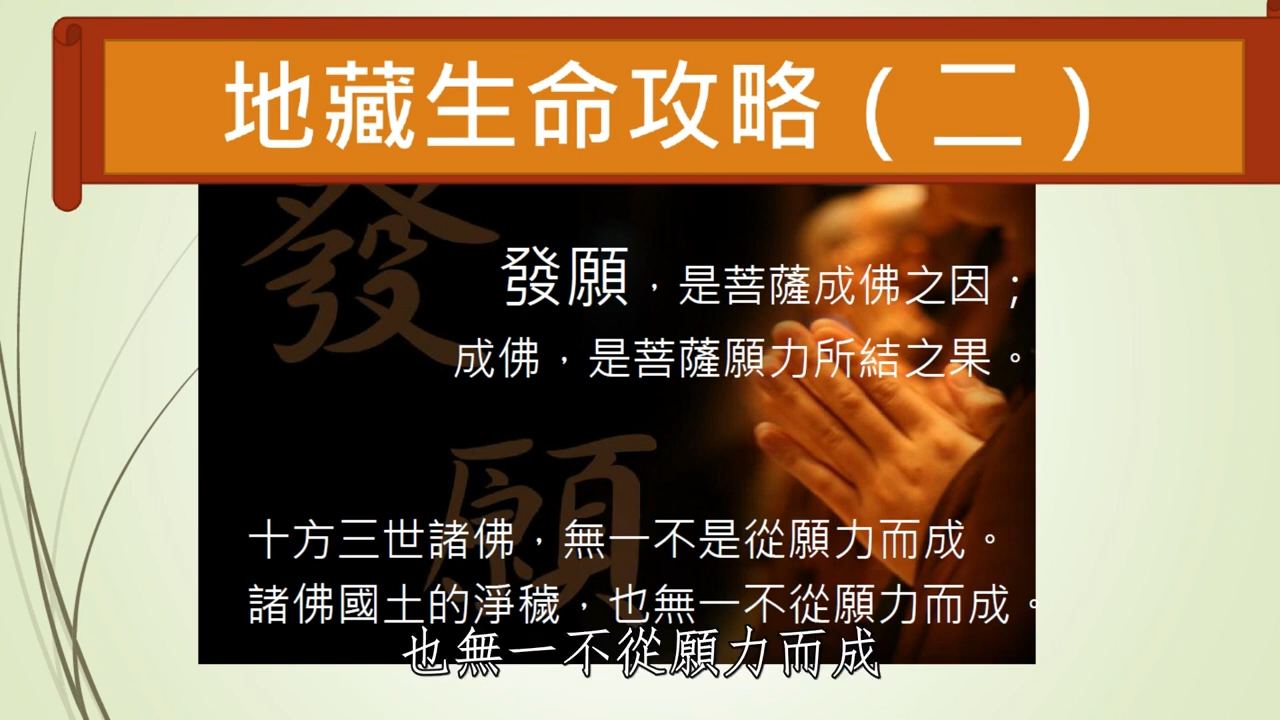 地藏生命攻略（二）
發願，是菩薩成佛之因；
成佛，是菩薩願力所結之果。
發
願
十方三世諸佛，無一不是從願力而成。
諸佛國土的淨穢，也無一不從願力而成。
也無一不從願力而成